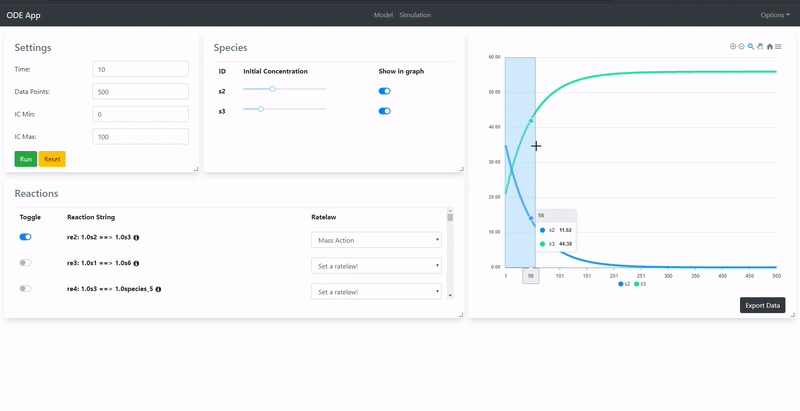 ODE App
Model Simulation
Options
Settings
Time: 10
Data Points: 500
IC Min: 0
IC Max: 100
Run Reset
Species
ID Initial Concentration Show in graph
s2
s3
Reactions
Toggle Reaction String Ratelaw
re2: 1.0s2 ==> 1.0s3 Mass Action
re3: 1.0s1 ==> 1.0s6 Set a ratelaw!
re4: 1.0s3 ==> 1.0species_5 Set a ratelaw!
60.00
50.00
40.00
30.00
20.00
10.00
0.00
56
s2: 11.62
s3: 44.38
1 56 101 151 201 251 301 351 401 451 500
s2 s3
Export Data